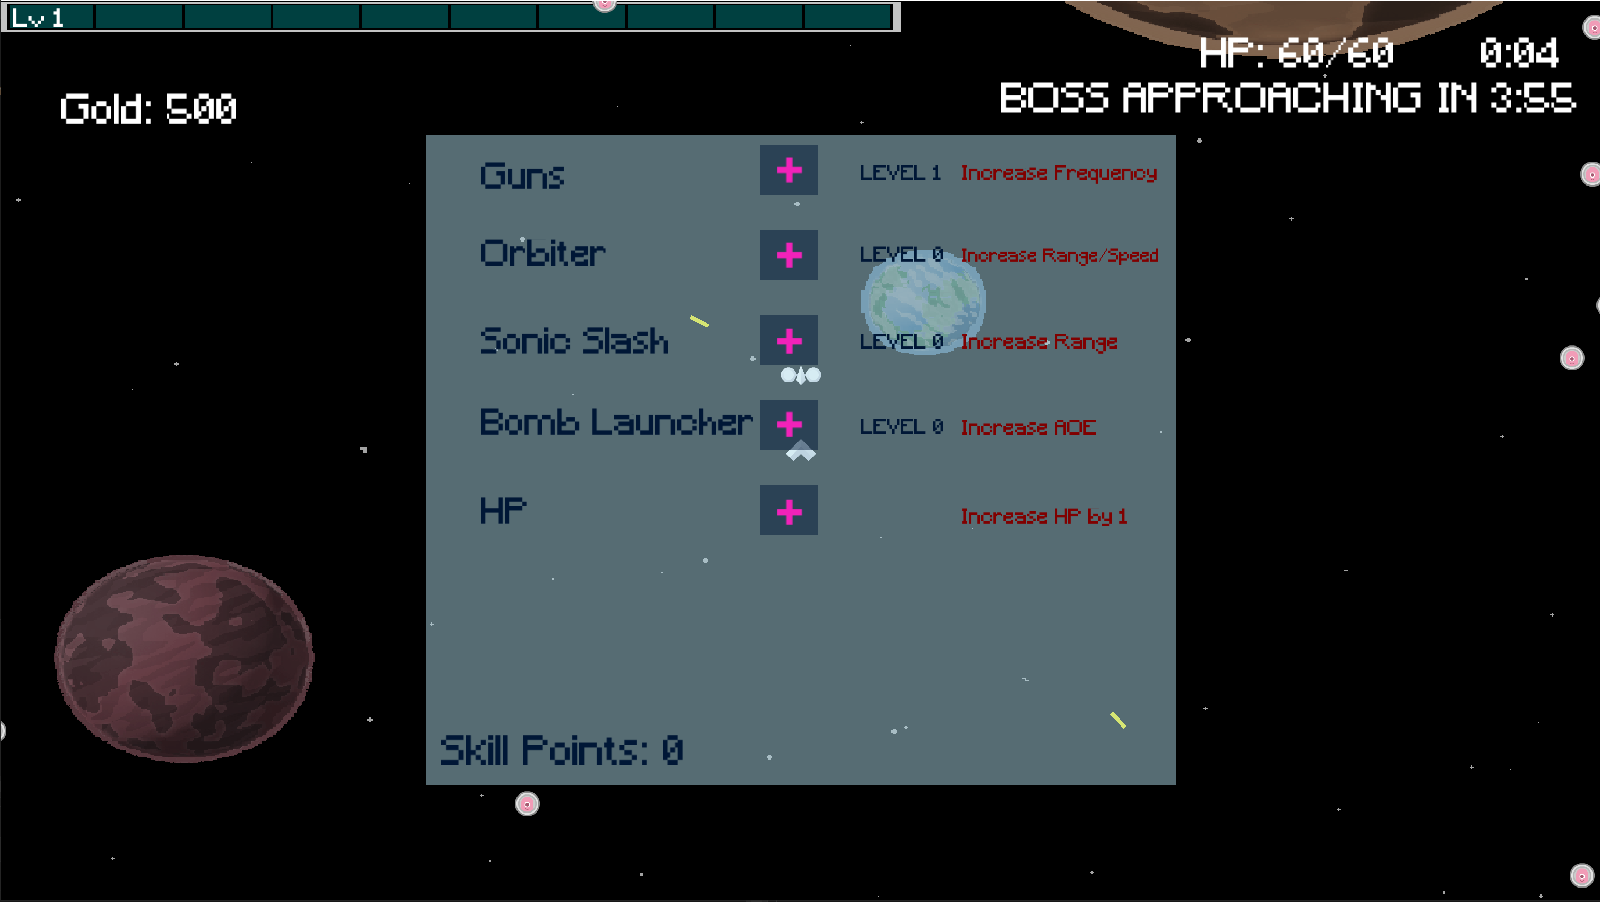 Lv 1
HP: 60/60 0:04
BOSS APPROACHING IN 3:55
Gold: 500
Guns + LEVEL 1 Increase Frequency
Orbiter + LEVEL 0 Increase Range/Speed
Sonic Slash + LEVEL 0 Increase Range
Bomb Launcher + LEVEL 0 Increase AOE
HP + Increase HP by 1
Skill Points: 0